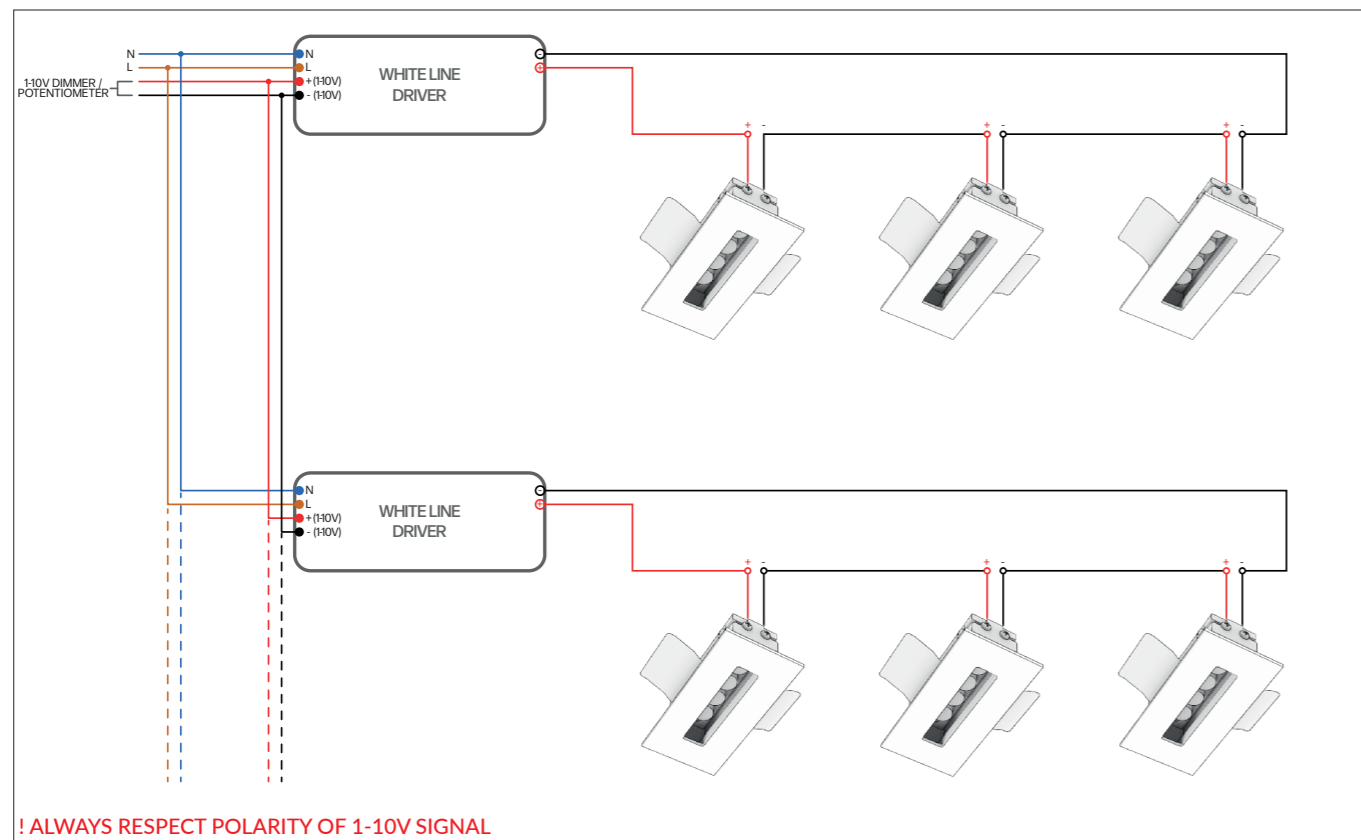 N
L
1-10V DIMMER /
POTENTIOMETER
N
L
+(1-10V)
- (1-10V)
WHITE LINE
DRIVER
-
+
+ -
+ -
+ -
N
L
+(1-10V)
- (1-10V)
WHITE LINE
DRIVER
-
+
+ -
+ -
+ -
! ALWAYS RESPECT POLARITY OF 1-10V SIGNAL